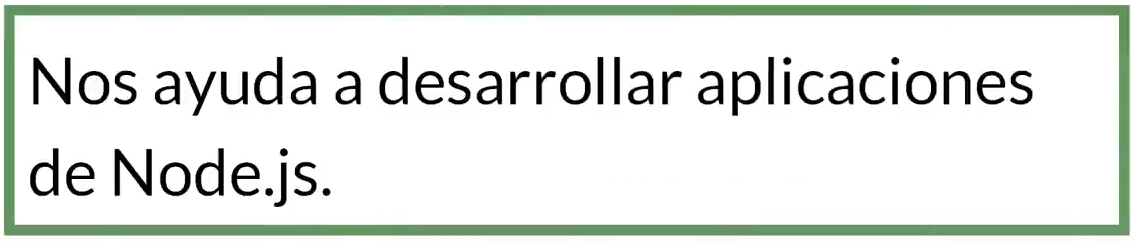 Nos ayuda a desarrollar aplicaciones
de Node.js.